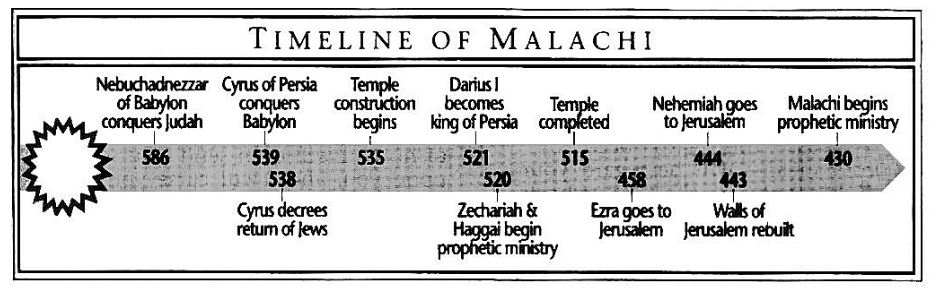 TIMELINE OF MALACHI
Nebuchadnezzar
of Babylon
conquers Judah
Cyrus of Persia
conquers
Babylon
Temple
construction
begins
Darius I
becomes
king of Persia
Temple
completed
Nehemiah goes
to Jerusalem
Malachi begins
prophetic ministry
586
539
535
521
515
444
430
538
520
458
443
Cyrus decrees
return of Jews
Zechariah &
Haggai begin
prophetic ministry
Ezra goes to
Jerusalem
Walls of
Jerusalem rebuilt